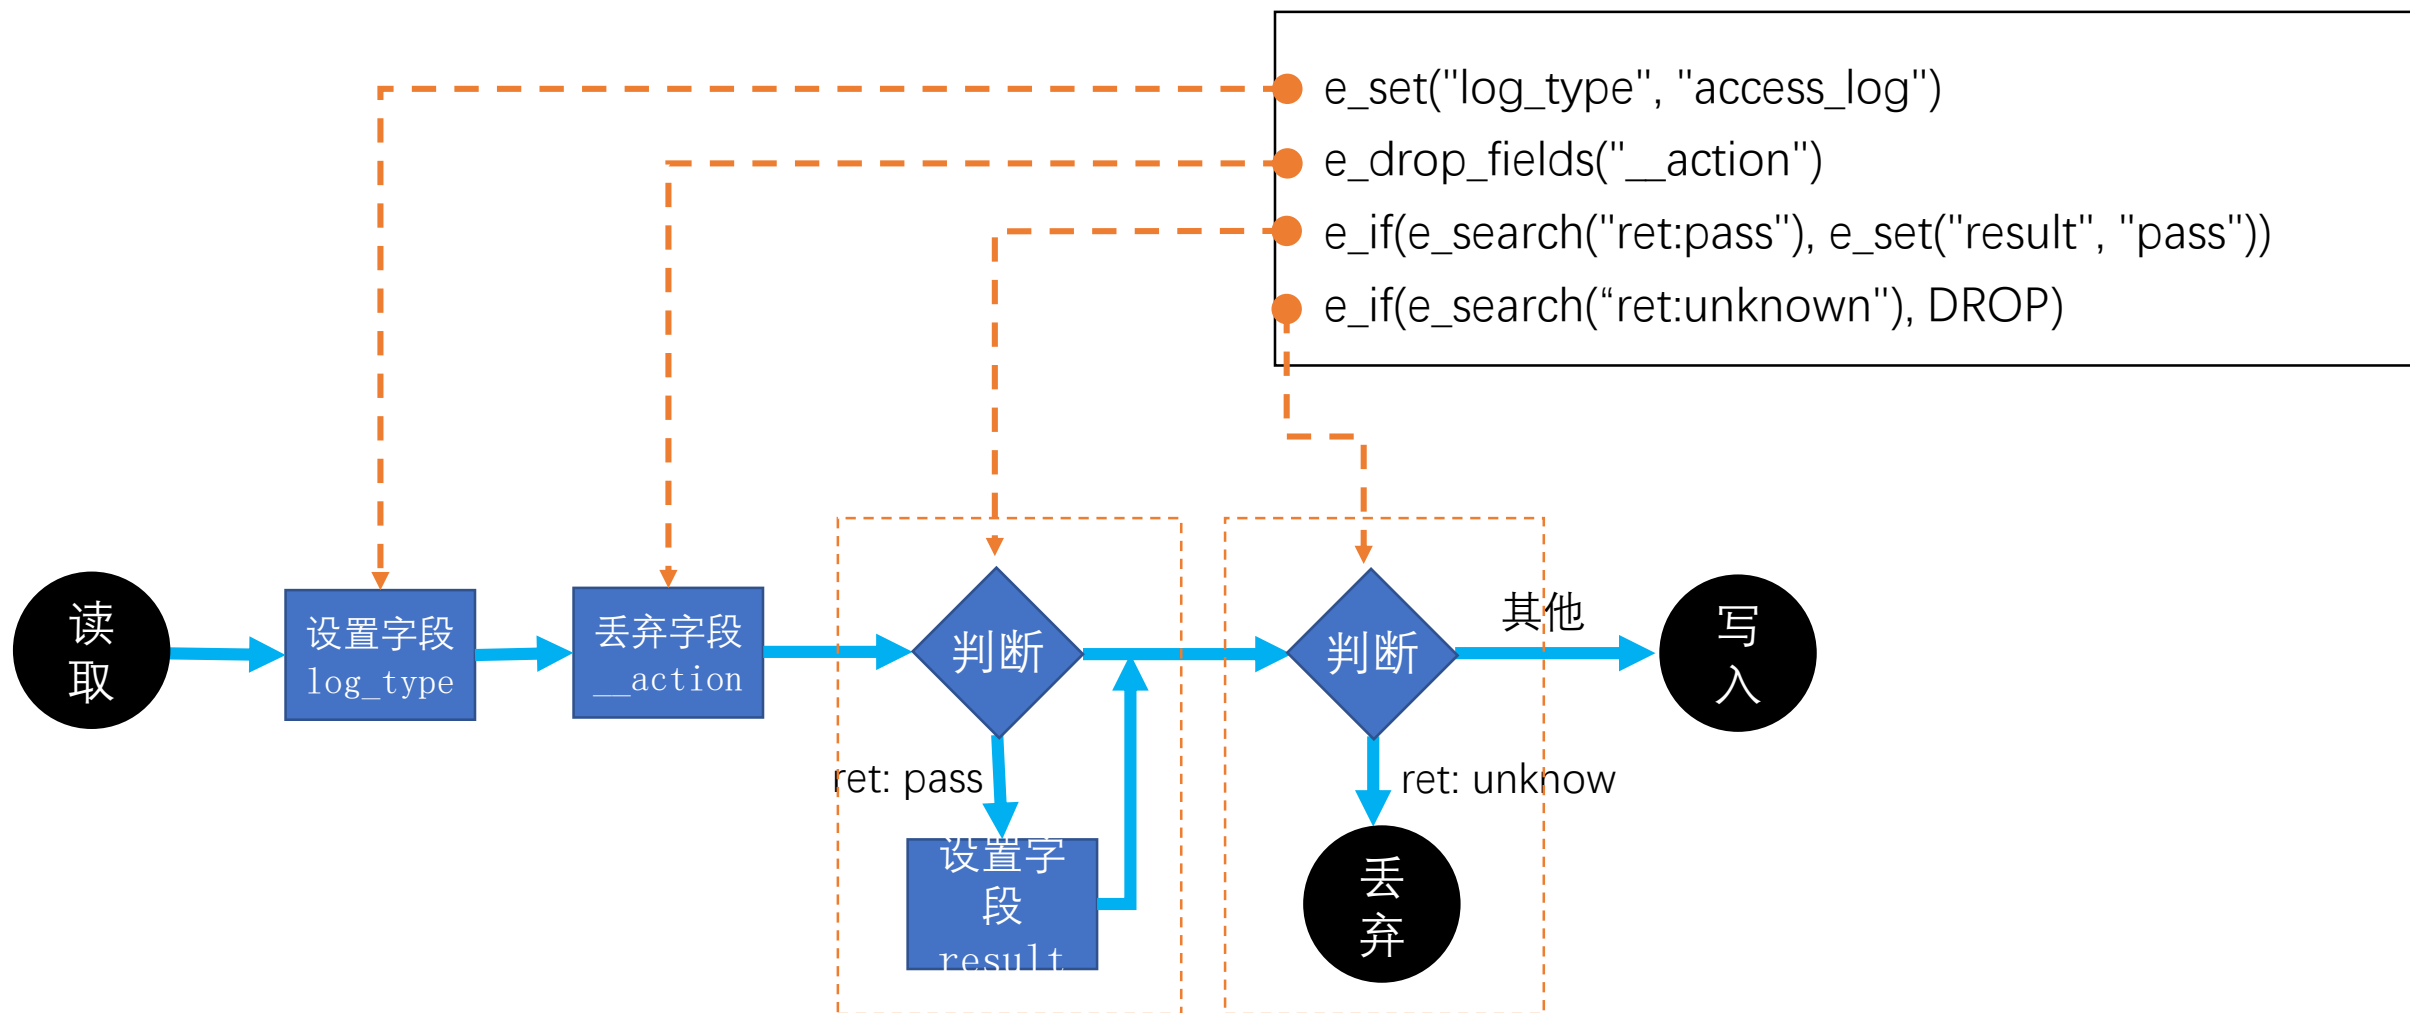 e_set("log_type", "access_log")
e_drop_fields("__action")
e_if(e_search("ret:pass"), e_set("result", "pass"))
e_if(e_search(“ret:unknown"), DROP)
读
取
设置字段
log_type
丢弃字段
__action
判断
判断
其他
写
入
ret: pass
ret: unknow
设置字
段
result
丢
弃